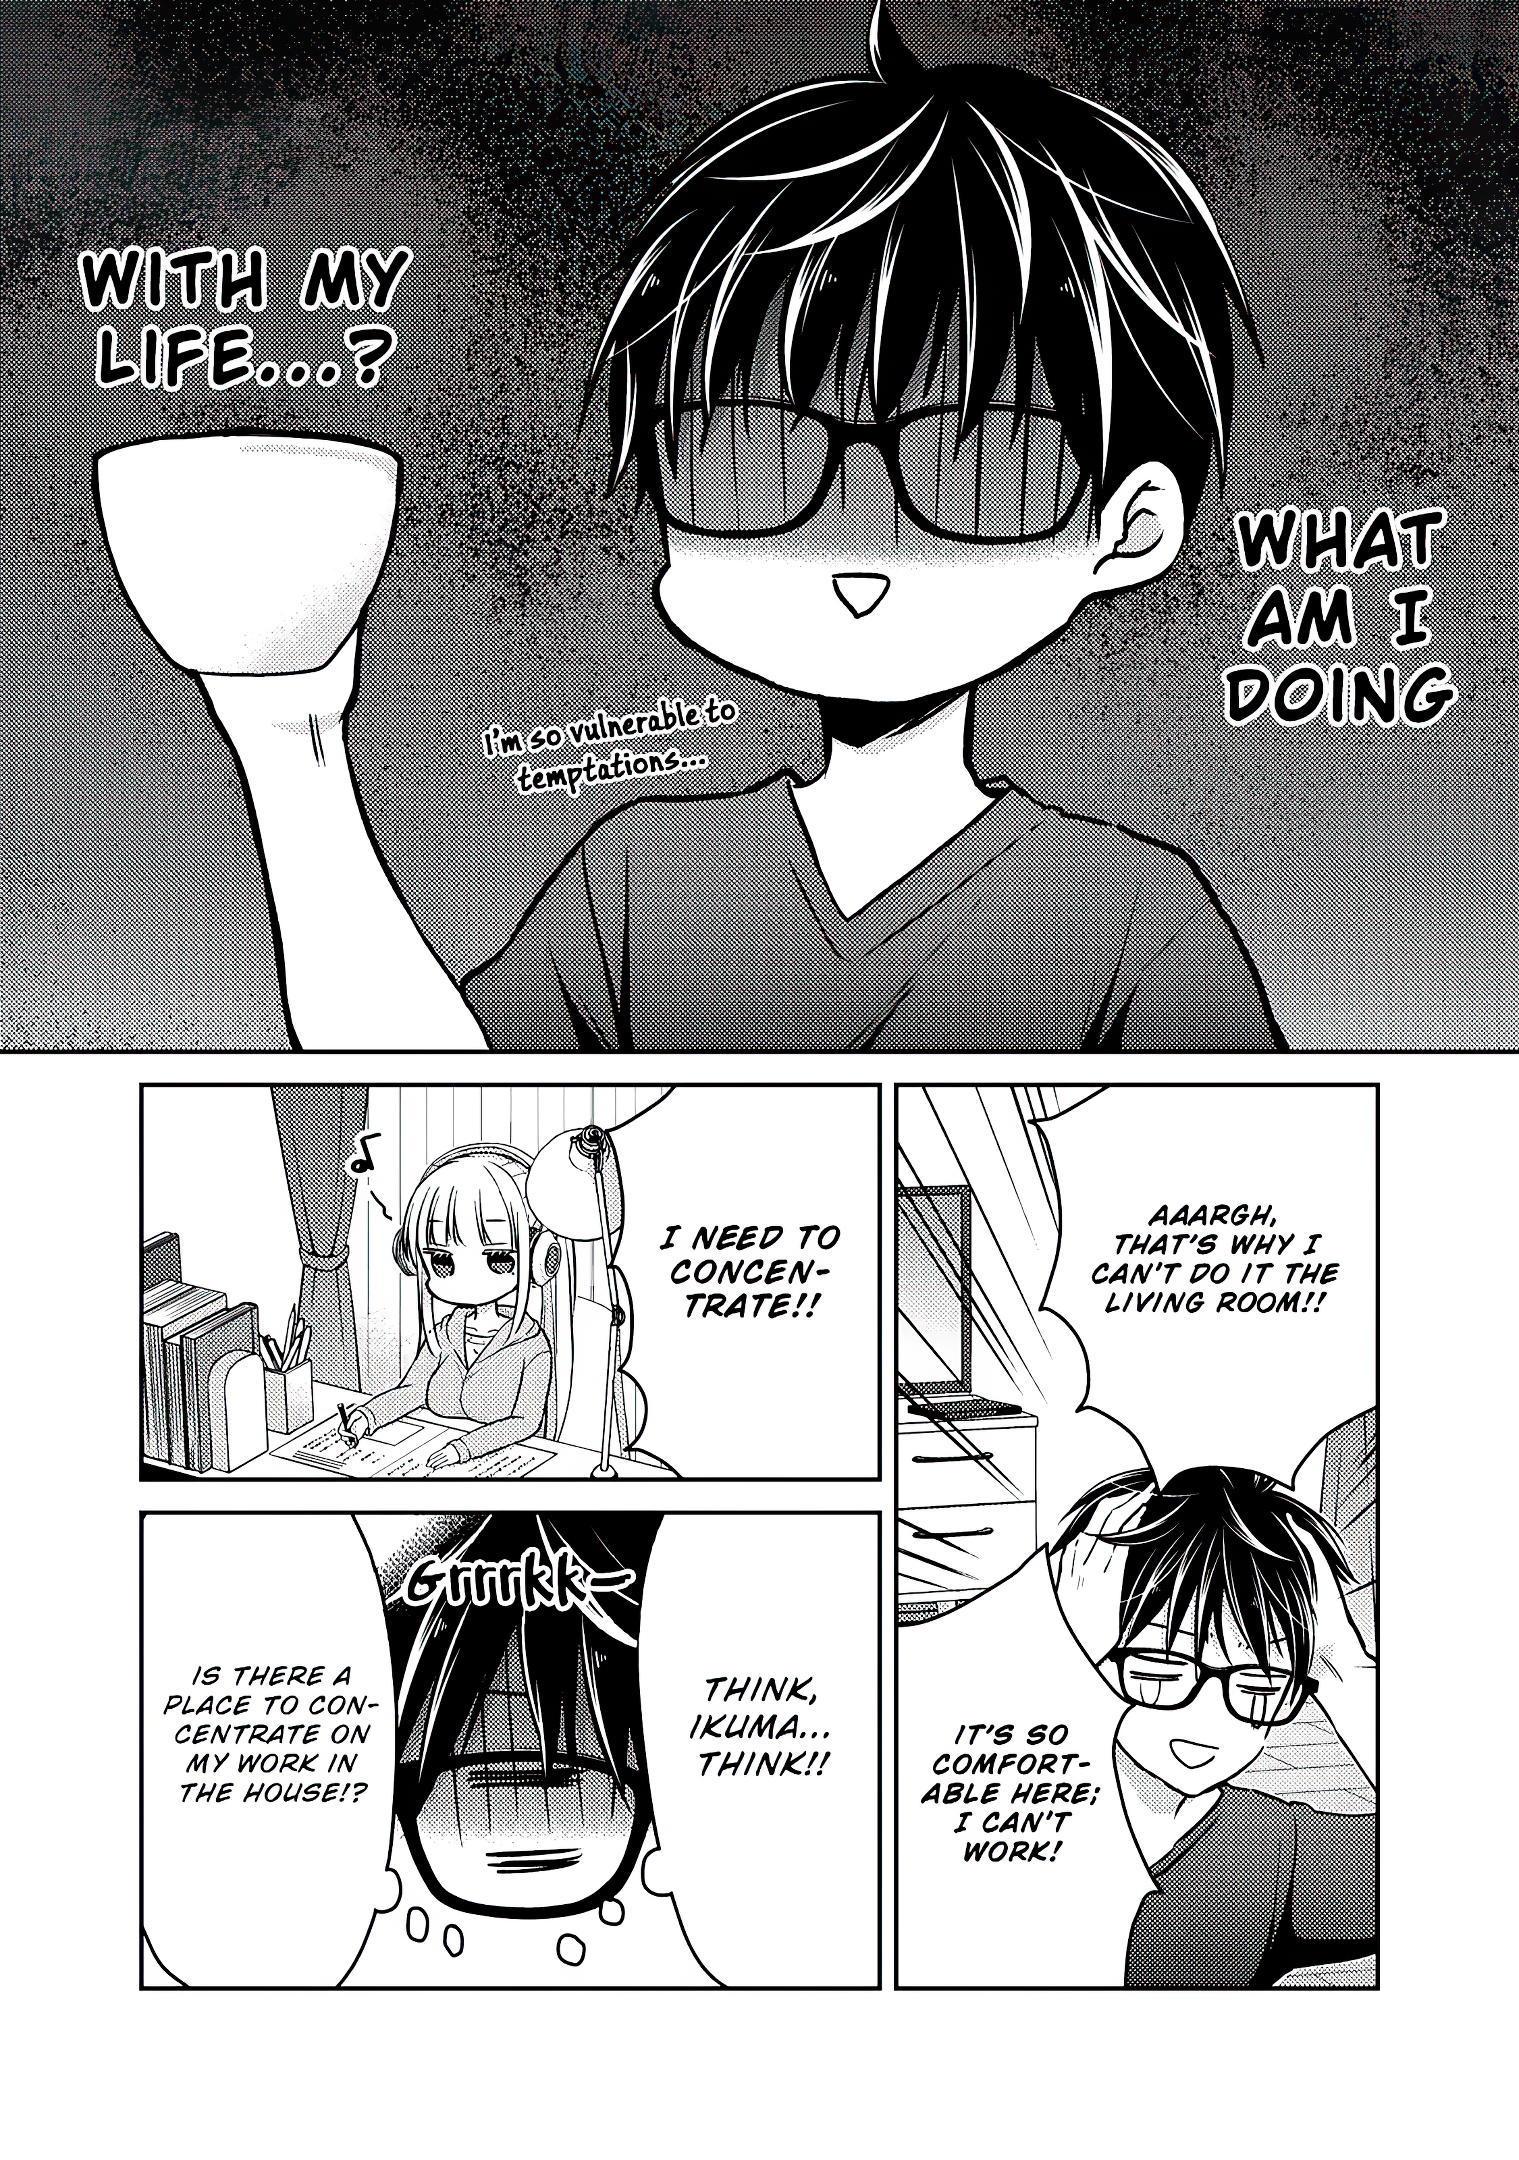 WHAT
AM I
DOING
WITH MY
LIFE...?
I'm so vulnerable to
temptations...
AAARGH,
THAT'S WHY I
CAN'T DO IT THE
LIVING ROOM!!
IT'S SO
COMFORT-
ABLE HERE;
I CAN'T
WORK!
I NEED TO
CONCEN-
TRATE!!
THINK,
IKUMA...
THINK!!
Grrrkk—
IS THERE A
PLACE TO CON-
CENTRATE ON
MY WORK IN
THE HOUSE!?